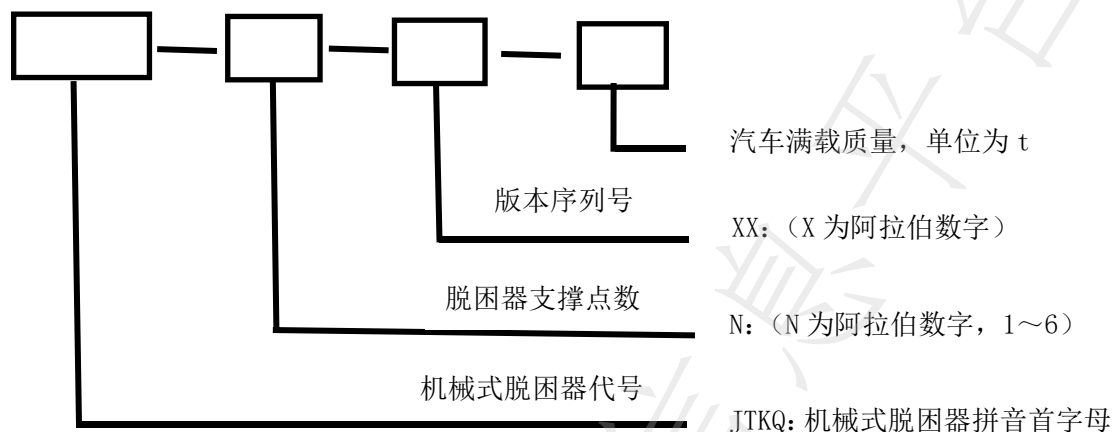 汽车满载质量，单位为 t
版本序列号
XX：（X 为阿拉伯数字）
脱困器支撑点数
N：（N 为阿拉伯数字，1～6）
机械式脱困器代号
JTKQ：机械式脱困器拼音首字母